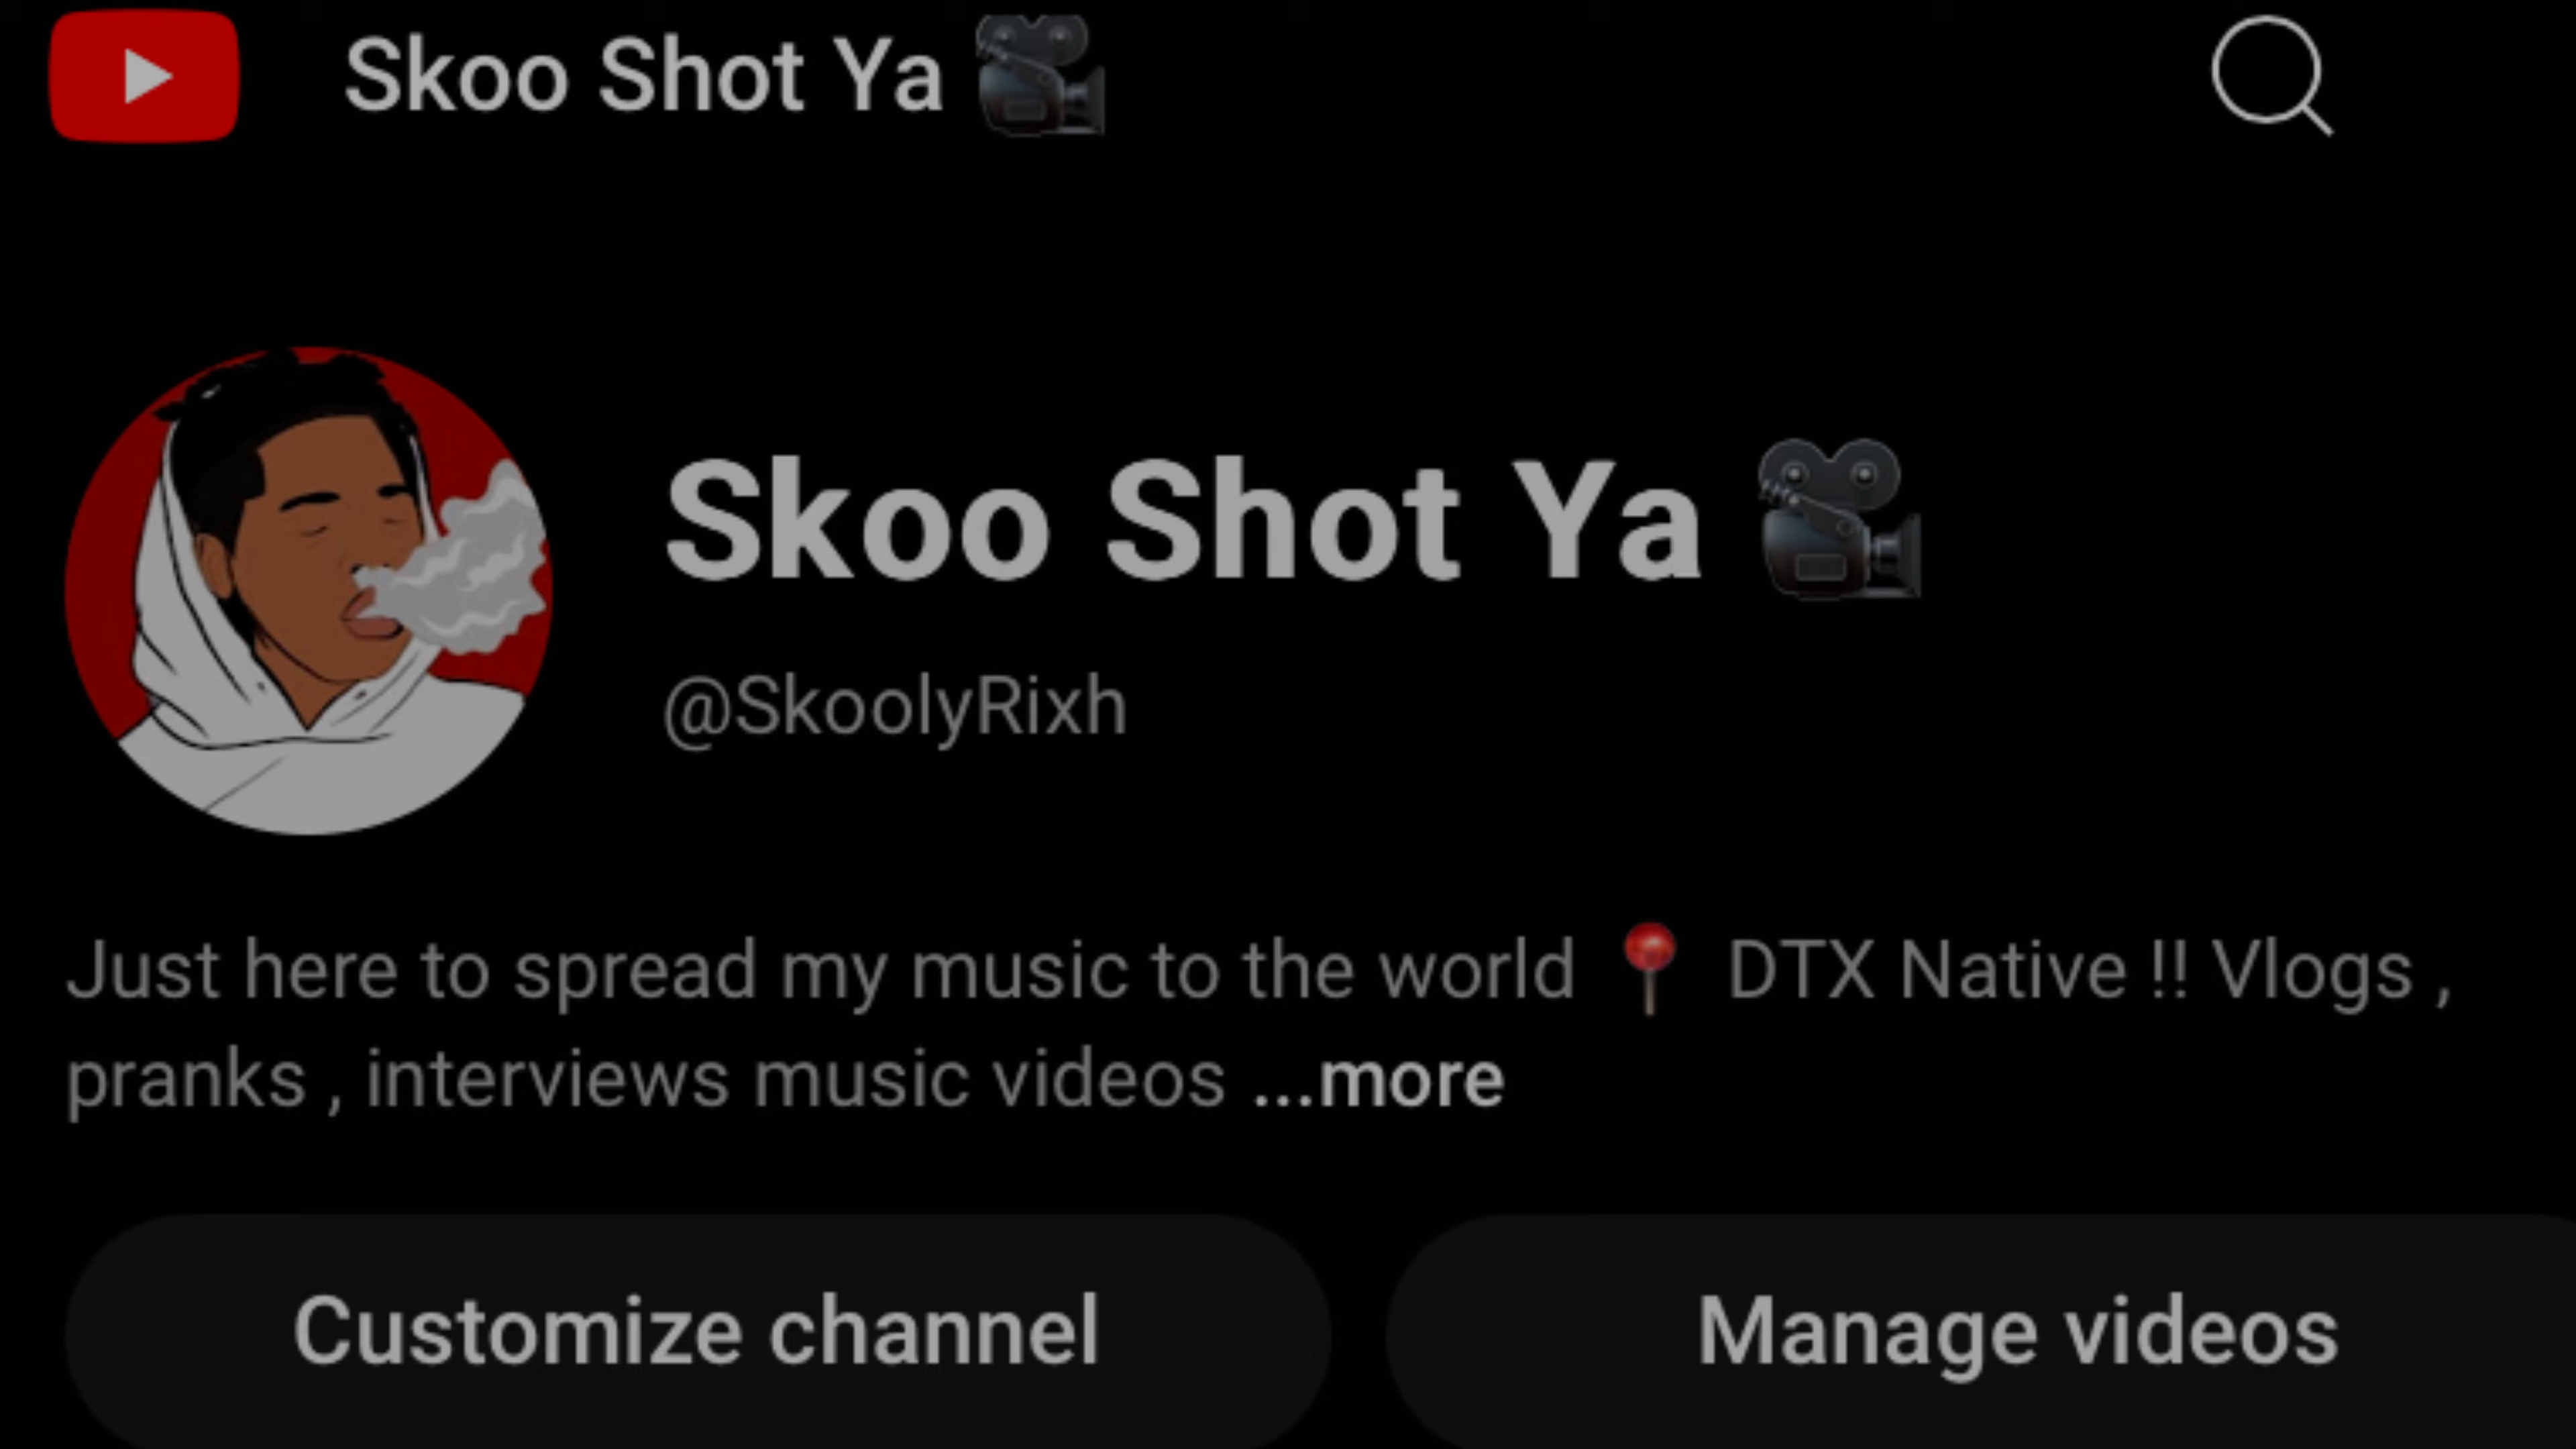 Skoo Shot Ya 🎥
Skoo Shot Ya 🎥
@SkoolyRixh
Just here to spread my music to the world 📍 DTX Native !! Vlogs ,
pranks , interviews music videos ...more
Customize channel
Manage videos